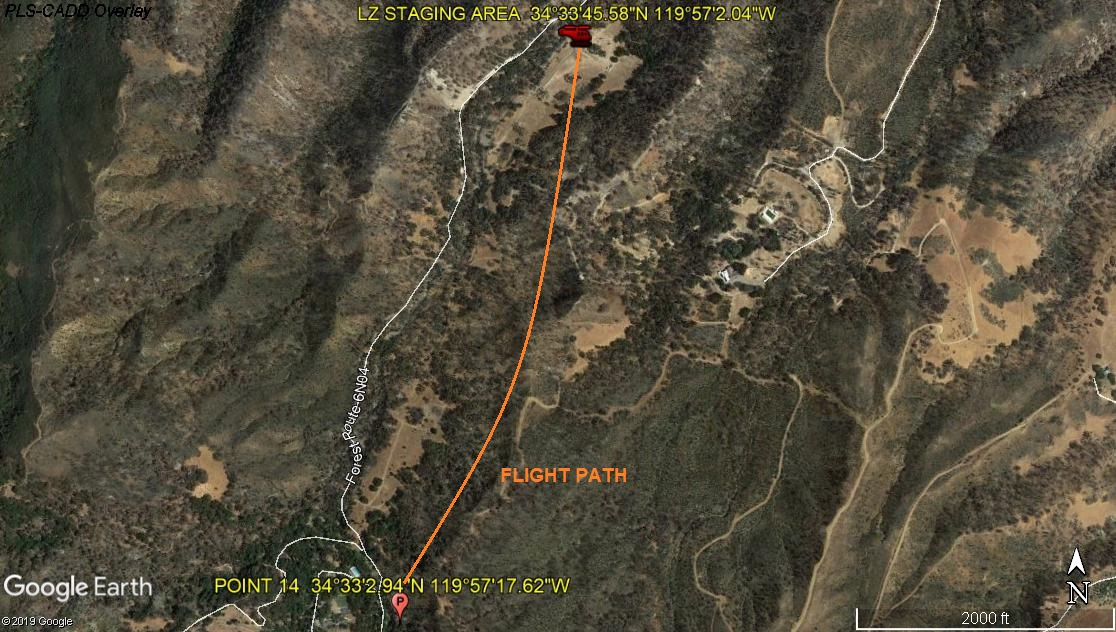 PLS-CADD Overlay
LZ STAGING AREA  34°33'45.58"N 119°57'2.04"W
Forest Route 6N04
FLIGHT PATH
POINT 14  34°33'2.94"N 119°57'17.62"W
P
Google Earth
©2019 Google
N
2000 ft